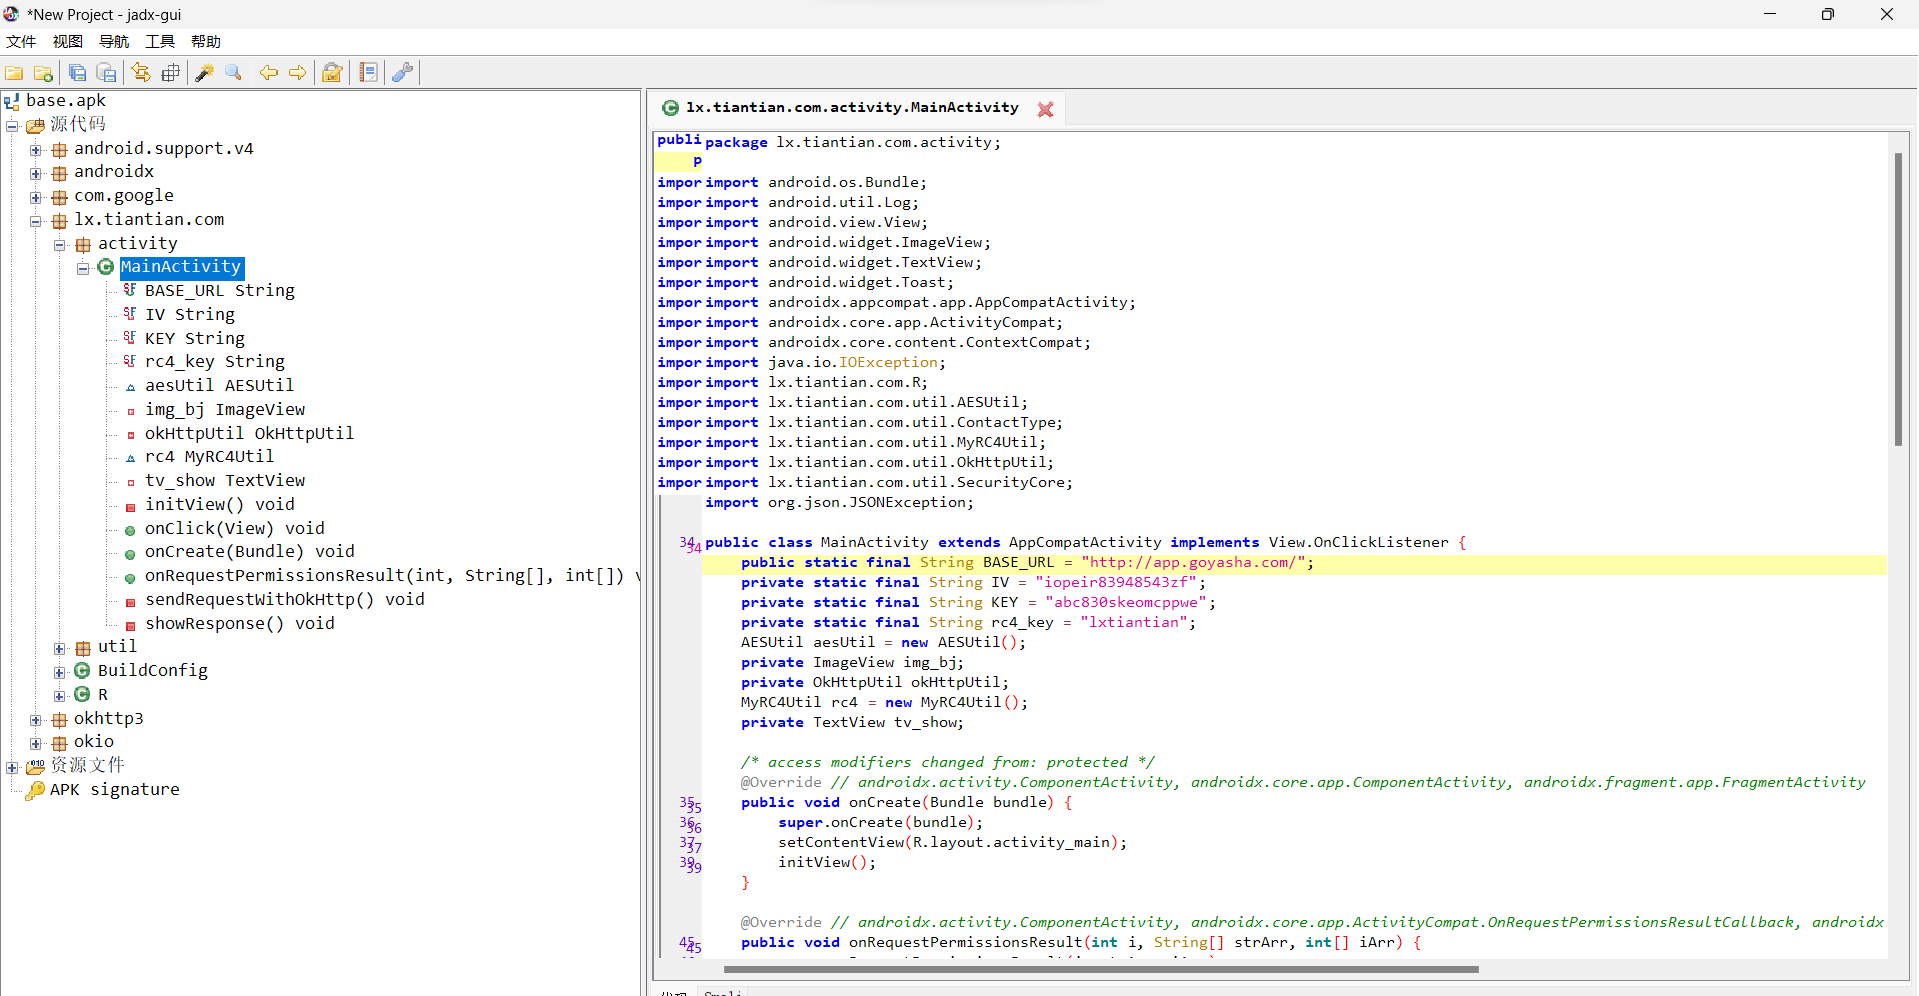 *New Project - jadx-gui
文件 视图 导航 工具 帮助
base.apk
源代码
android.support.v4
androidx
com.google
lx.tiantian.com
activity
MainActivity
BASE_URL String
IV String
KEY String
rc4_key String
aesUtil AESUtil
img_bj ImageView
okHttpUtil OkHttpUtil
rc4 MyRC4Util
tv_show TextView
initView() void
onClick(View) void
onCreate(Bundle) void
onRequestPermissionsResult(int, String[], int[])
sendRequestWithOkHttp() void
showResponse() void
util
BuildConfig
R
okhttp3
okio
资源文件
APK signature
lx.tiantian.com.activity.MainActivity
publi package lx.tiantian.com.activity;
p
impor import android.os.Bundle;
impor import android.util.Log;
impor import android.view.View;
impor import android.widget.ImageView;
impor import android.widget.TextView;
impor import android.widget.Toast;
impor import androidx.appcompat.app.AppCompatActivity;
impor import androidx.core.app.ActivityCompat;
impor import androidx.core.content.ContextCompat;
impor import java.io.IOException;
impor import lx.tiantian.com.R;
impor import lx.tiantian.com.util.AESUtil;
impor import lx.tiantian.com.util.ContactType;
impor import lx.tiantian.com.util.MyRC4Util;
impor import lx.tiantian.com.util.OkHttpUtil;
impor import lx.tiantian.com.util.SecurityCore;
import org.json.JSONException;
34 public class MainActivity extends AppCompatActivity implements View.OnClickListener {
public static final String BASE_URL = "http://app.goyasha.com/";
private static final String IV = "iopeir83948543zf";
private static final String KEY = "abc830skeomcppwe";
private static final String rc4_key = "lxtiantian";
AESUtil aesUtil = new AESUtil();
private ImageView img_bj;
private OkHttpUtil okHttpUtil;
MyRC4Util rc4 = new MyRC4Util();
private TextView tv_show;
/* access modifiers changed from: protected */
@Override // androidx.activity.ComponentActivity, androidx.core.app.ComponentActivity, androidx.fragment.app.FragmentActivity
35 public void onCreate(Bundle bundle) {
36 super.onCreate(bundle);
37 setContentView(R.layout.activity_main);
39 initView();
}
@Override // androidx.activity.ComponentActivity, androidx.core.app.ActivityCompat.OnRequestPermissionsResultCallback, androidx
45 public void onRequestPermissionsResult(int i, String[] strArr, int[] iArr) {